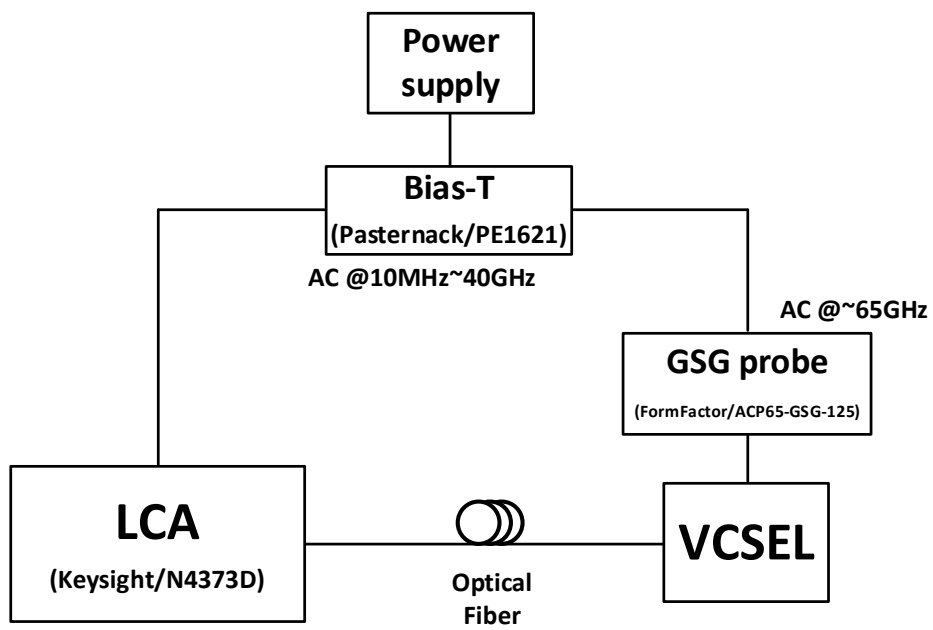 Power
supply
Bias-T
(Pasternack/PE1621)
AC @10MHz~40GHz
AC @~65GHz
GSG probe
(FormFactor/ACP65-GSG-125)
LCA
(Keysight/N4373D)
VCSEL
Optical
Fiber